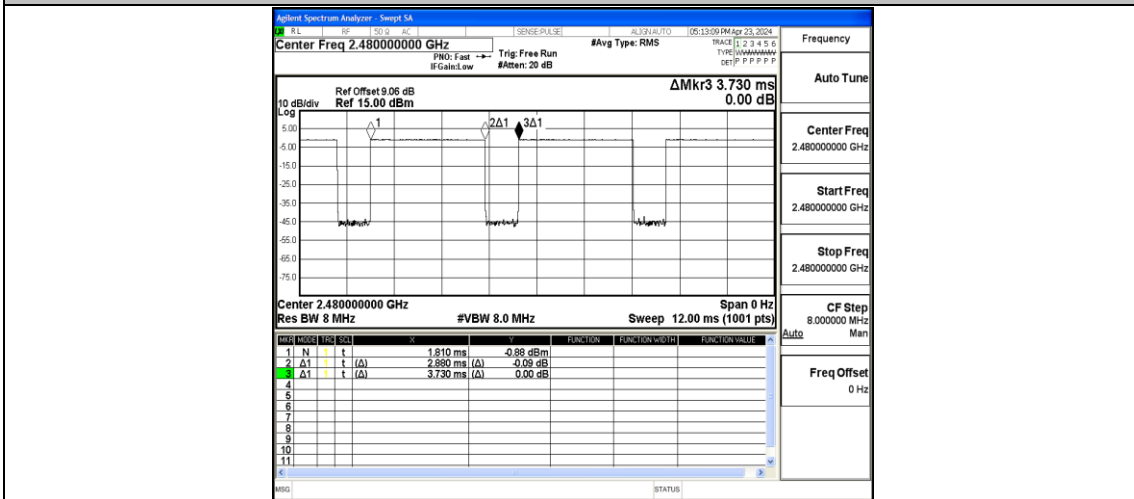 Agilent Spectrum Analyzer - Swept SA
RL RF 50 Ω AC SENSE:PULSE ALIGN AUTO 05:13:09 PM Apr 23, 2024
Center Freq 2.480000000 GHz #Avg Type: RMS TRACE 1 2 3 4 5 6
PNO: Fast Trig: Free Run TYPE
IFGain:Low #Atten: 20 dB DET P P P P P P
ΔMkr3 3.730 ms
0.00 dB
Ref Offset 9.06 dB
10 dB/div Ref 15.00 dBm
Log
1 2Δ1 3Δ1
5.00
-5.00
-15.0
-25.0
-35.0
-45.0
-55.0
-65.0
-75.0
Center 2.480000000 GHz Span 0 Hz
Res BW 8 MHz #VBW 8.0 MHz Sweep 12.00 ms (1001 pts)
MKR MODE TRC SCL X Y FUNCTION FUNCTION WIDTH FUNCTION VALUE
1 N 1 t 1.810 ms -0.88 dBm
2 Δ1 1 t (Δ) 2.880 ms (Δ) -0.09 dB
3 Δ1 1 t (Δ) 3.730 ms (Δ) 0.00 dB
4
5
6
7
8
9
10
11
MSG STATUS
Frequency
Auto Tune
Center Freq
2.480000000 GHz
Start Freq
2.480000000 GHz
Stop Freq
2.480000000 GHz
CF Step
8.000000 MHz
Auto Man
Freq Offset
0 Hz